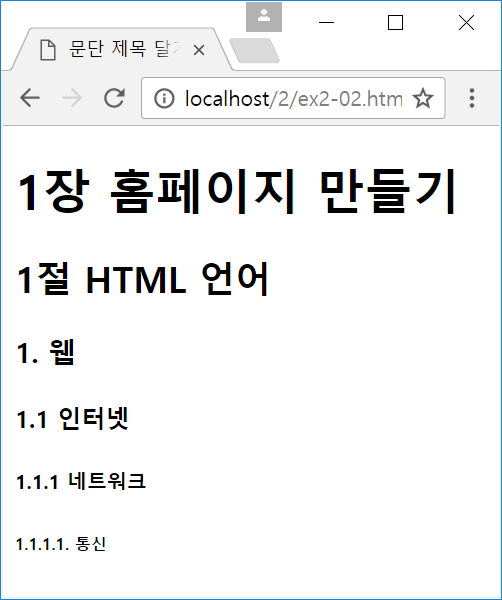 문단 제목 달
localhost/2/ex2-02.htm
1장 홈페이지 만들기
1절 HTML 언어
1. 웹
1.1 인터넷
1.1.1 네트워크
1.1.1.1. 통신